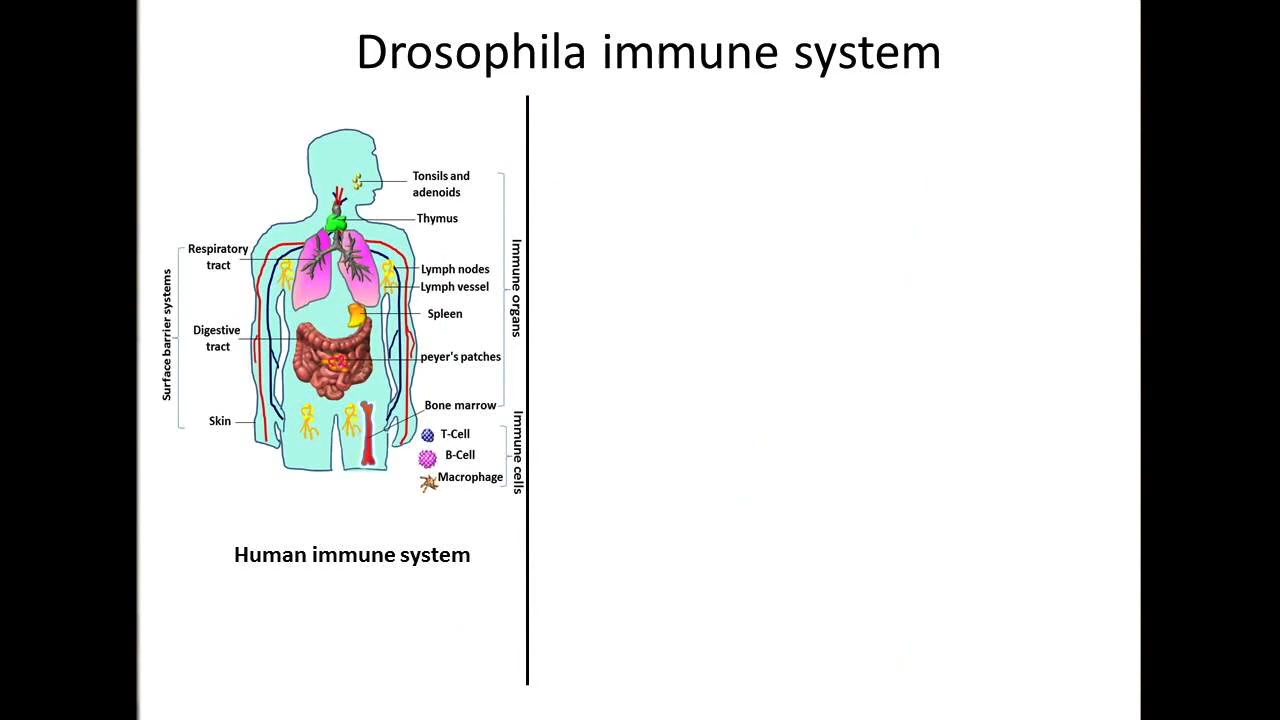 Drosophila immune system
Tonsils and
adenoids
Thymus
Respiratory
tract
Lymph nodes
Lymph vessel
Spleen
Digestive
tract
peyer's patches
Bone marrow
Skin
T-Cell
B-Cell
Macrophage
Surface barrier systems
Immune organs
Immune cells
Human immune system